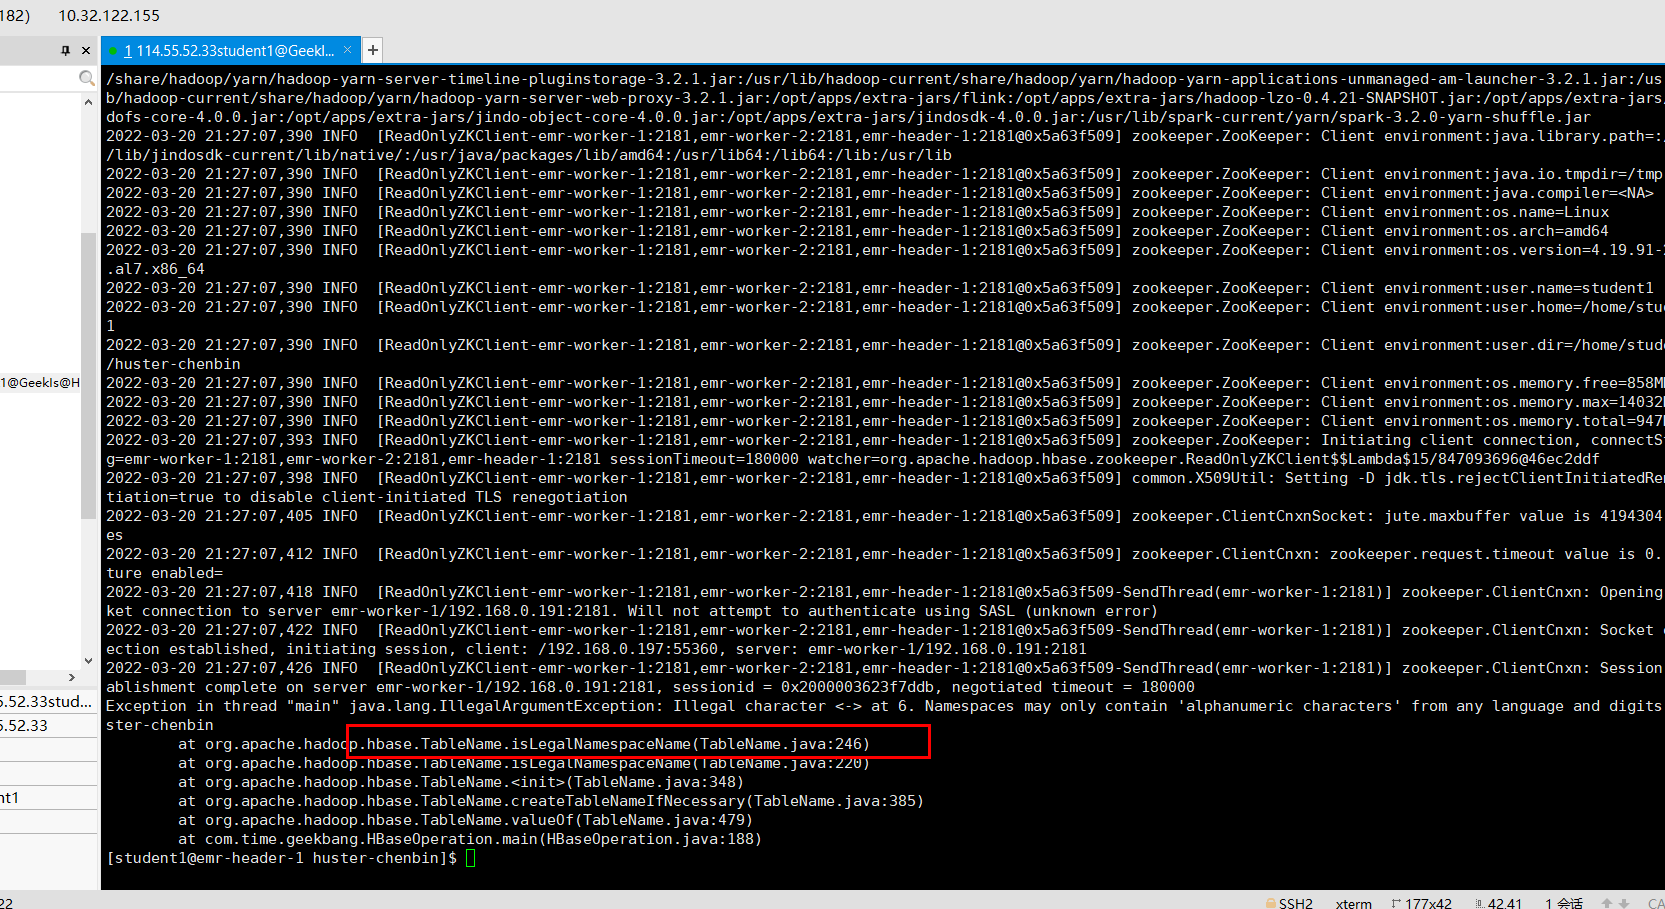 182) 10.32.122.155
1 114.55.52.33student1@GeekI... × +
/share/hadoop/yarn/hadoop-yarn-server-timeline-pluginstorage-3.2.1.jar:/usr/lib/hadoop-current/share/hadoop/yarn/hadoop-yarn-applications-unmanaged-am-launcher-3.2.1.jar:/us
b/hadoop-current/share/hadoop/yarn/hadoop-yarn-server-web-proxy-3.2.1.jar:/opt/apps/extra-jars/flink:/opt/apps/extra-jars/hadoop-lzo-0.4.21-SNAPSHOT.jar:/opt/apps/extra-jars/
dofs-core-4.0.0.jar:/opt/apps/extra-jars/jindo-object-core-4.0.0.jar:/opt/apps/extra-jars/jindosdk-4.0.0.jar:/usr/lib/spark-current/yarn/spark-3.2.0-yarn-shuffle.jar
2022-03-20 21:27:07,390 INFO  [ReadOnlyZKClient-emr-worker-1:2181,emr-worker-2:2181,emr-header-1:2181@0x5a63f509] zookeeper.ZooKeeper: Client environment:java.library.path=:/
/lib/jindosdk-current/lib/native/:/usr/java/packages/lib/amd64:/usr/lib64:/lib64:/lib:/usr/lib
2022-03-20 21:27:07,390 INFO  [ReadOnlyZKClient-emr-worker-1:2181,emr-worker-2:2181,emr-header-1:2181@0x5a63f509] zookeeper.ZooKeeper: Client environment:java.io.tmpdir=/tmp
2022-03-20 21:27:07,390 INFO  [ReadOnlyZKClient-emr-worker-1:2181,emr-worker-2:2181,emr-header-1:2181@0x5a63f509] zookeeper.ZooKeeper: Client environment:java.compiler=<NA>
2022-03-20 21:27:07,390 INFO  [ReadOnlyZKClient-emr-worker-1:2181,emr-worker-2:2181,emr-header-1:2181@0x5a63f509] zookeeper.ZooKeeper: Client environment:os.name=Linux
2022-03-20 21:27:07,390 INFO  [ReadOnlyZKClient-emr-worker-1:2181,emr-worker-2:2181,emr-header-1:2181@0x5a63f509] zookeeper.ZooKeeper: Client environment:os.arch=amd64
2022-03-20 21:27:07,390 INFO  [ReadOnlyZKClient-emr-worker-1:2181,emr-worker-2:2181,emr-header-1:2181@0x5a63f509] zookeeper.ZooKeeper: Client environment:os.version=4.19.91-
.al7.x86_64
2022-03-20 21:27:07,390 INFO  [ReadOnlyZKClient-emr-worker-1:2181,emr-worker-2:2181,emr-header-1:2181@0x5a63f509] zookeeper.ZooKeeper: Client environment:user.name=student1
2022-03-20 21:27:07,390 INFO  [ReadOnlyZKClient-emr-worker-1:2181,emr-worker-2:2181,emr-header-1:2181@0x5a63f509] zookeeper.ZooKeeper: Client environment:user.home=/home/stud
1
2022-03-20 21:27:07,390 INFO  [ReadOnlyZKClient-emr-worker-1:2181,emr-worker-2:2181,emr-header-1:2181@0x5a63f509] zookeeper.ZooKeeper: Client environment:user.dir=/home/stude
/huster-chenbin
1@GeekIs@H
2022-03-20 21:27:07,390 INFO  [ReadOnlyZKClient-emr-worker-1:2181,emr-worker-2:2181,emr-header-1:2181@0x5a63f509] zookeeper.ZooKeeper: Client environment:os.memory.free=858M
2022-03-20 21:27:07,390 INFO  [ReadOnlyZKClient-emr-worker-1:2181,emr-worker-2:2181,emr-header-1:2181@0x5a63f509] zookeeper.ZooKeeper: Client environment:os.memory.max=14032
2022-03-20 21:27:07,390 INFO  [ReadOnlyZKClient-emr-worker-1:2181,emr-worker-2:2181,emr-header-1:2181@0x5a63f509] zookeeper.ZooKeeper: Client environment:os.memory.total=947
2022-03-20 21:27:07,393 INFO  [ReadOnlyZKClient-emr-worker-1:2181,emr-worker-2:2181,emr-header-1:2181@0x5a63f509] zookeeper.ZooKeeper: Initiating client connection, connectSt
g=emr-worker-1:2181,emr-worker-2:2181,emr-header-1:2181 sessionTimeout=180000 watcher=org.apache.hadoop.hbase.zookeeper.ReadOnlyZKClient$$Lambda$15/847093696@46ec2ddf
2022-03-20 21:27:07,398 INFO  [ReadOnlyZKClient-emr-worker-1:2181,emr-worker-2:2181,emr-header-1:2181@0x5a63f509] common.X509Util: Setting -D jdk.tls.rejectClientInitiatedRen
tiation=true to disable client-initiated TLS renegotiation
2022-03-20 21:27:07,405 INFO  [ReadOnlyZKClient-emr-worker-1:2181,emr-worker-2:2181,emr-header-1:2181@0x5a63f509] zookeeper.ClientCnxnSocket: jute.maxbuffer value is 4194304
es
2022-03-20 21:27:07,412 INFO  [ReadOnlyZKClient-emr-worker-1:2181,emr-worker-2:2181,emr-header-1:2181@0x5a63f509] zookeeper.ClientCnxn: zookeeper.request.timeout value is 0.
ture enabled=
2022-03-20 21:27:07,418 INFO  [ReadOnlyZKClient-emr-worker-1:2181,emr-worker-2:2181,emr-header-1:2181@0x5a63f509-SendThread(emr-worker-1:2181)] zookeeper.ClientCnxn: Opening
ket connection to server emr-worker-1/192.168.0.191:2181. Will not attempt to authenticate using SASL (unknown error)
2022-03-20 21:27:07,422 INFO  [ReadOnlyZKClient-emr-worker-1:2181,emr-worker-2:2181,emr-header-1:2181@0x5a63f509-SendThread(emr-worker-1:2181)] zookeeper.ClientCnxn: Socket c
ection established, initiating session, client: /192.168.0.197:55360, server: emr-worker-1/192.168.0.191:2181
2022-03-20 21:27:07,426 INFO  [ReadOnlyZKClient-emr-worker-1:2181,emr-worker-2:2181,emr-header-1:2181@0x5a63f509-SendThread(emr-worker-1:2181)] zookeeper.ClientCnxn: Session
ablishment complete on server emr-worker-1/192.168.0.191:2181, sessionid = 0x2000003623f7ddb, negotiated timeout = 180000
Exception in thread "main" java.lang.IllegalArgumentException: Illegal character <-> at 6. Namespaces may only contain 'alphanumeric characters' from any language and digits
ster-chenbin
at org.apache.hadoop.hbase.TableName.isLegalNamespaceName(TableName.java:246)
at org.apache.hadoop.hbase.TableName.isLegalNamespaceName(TableName.java:220)
at org.apache.hadoop.hbase.TableName.<init>(TableName.java:348)
at org.apache.hadoop.hbase.TableName.createTableNameIfNecessary(TableName.java:385)
at org.apache.hadoop.hbase.TableName.valueOf(TableName.java:479)
at com.time.geekbang.HBaseOperation.main(HBaseOperation.java:188)
[student1@emr-header-1 huster-chenbin]$
5.52.33stud...
5.52.33
nt1
22
SSH2 xterm 177x42 42,41 1 会话 CA